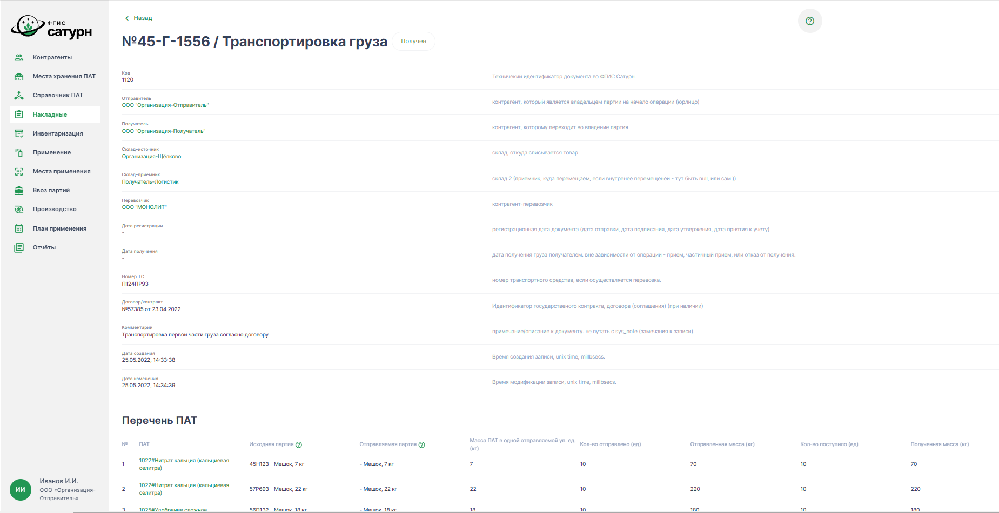 ФГИС
сатурн
Контрагенты
Места хранения ПАТ
Справочник ПАТ
Накладные
Инвентаризация
Применение
Места применения
Ввоз партий
Производство
План применения
Отчёты
ИИ
Иванов И.И.
ООО «Организация-
Отправитель»
Назад
№45-Г-1556 / Транспортировка груза
Получен
Код
1120
Техничекий идентификатор документа во ФГИС Сатурн.
Отправитель
ООО "Организация-Отправитель"
контрагент, который является владельцем партии на начало операции (юрлицо)
Получатель
ООО "Организация-Получатель"
контрагент, которому переходит во владение партия
Склад-источник
Организация-Щёлково
склад, откуда списывается товар
Склад-приемник
Получатель-Логистик
склад 2 (приемник, куда перемещаем, если внутренее перемещенеи - тут быть null, или сам ))
Перевозчик
ООО "МОНОЛИТ"
контрагент-перевозчик
Дата регистрации
-
регистрационная дата документа (дата отправки, дата подписания, дата утвержения, дата прнятия к учету)
Дата получения
-
дата получения груза получателем. вне зависимости от операции - прием, частичный прием, или отказ от получения.
Номер ТС
П124ПР93
номер транспортного средства, если осуществляется перевозка.
Договор/контракт
№57385 от 23.04.2022
Идентификатор государственого контракта, договора (соглашения) (при наличии)
Комментарий
Транспортировка первой части груза согласно договору
примечание/описание к документу. не путать с sys_note (замечания к записи).
Дата создания
25.05.2022, 14:33:38
Время создания записи, unix time, millbsecs.
Дата изменения
25.05.2022, 14:34:39
Время модификации записи, unix time, millbsecs.
Перечень ПАТ
№ ПАТ Исходная партия Отправляемая партия Масса ПАТ в одной отправляемой уп. ед. (кг) Кол-во отправлено (ед) Отправленная масса (кг) Кол-во поступило (ед) Полученная масса (кг)
1 1022#Нитрат кальция (кальциевая селитра) 45Н123 - Мешок, 7 кг - Мешок, 7 кг 7 10 70 10 70
2 1022#Нитрат кальция (кальциевая селитра) 57Р693 - Мешок, 22 кг - Мешок, 22 кг 22 10 220 10 220
3 1025#Удобрение сложное 56П132 - Мешок, 18 кг - Мешок, 18 кг 18 10 180 10 180